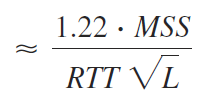 ≈ 1.22 · MSS / RTT √L